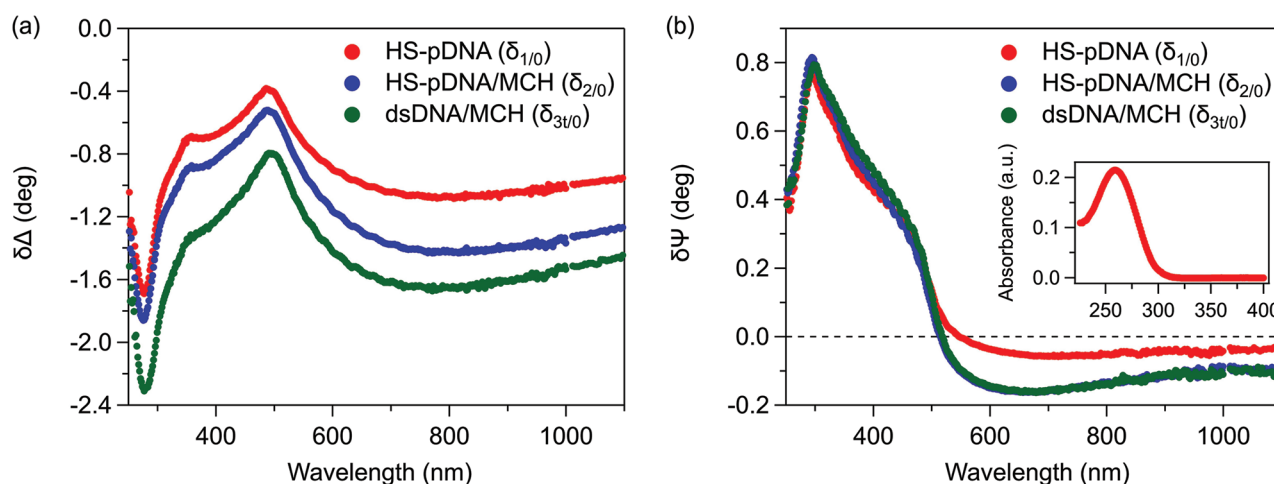 (a)
0.0
-0.4
-0.8
-1.2
-1.6
-2.0
-2.4
δΔ (deg)
HS-pDNA (δ1/0)
HS-pDNA/MCH (δ2/0)
dsDNA/MCH (δ3t/0)
400
600
800
1000
Wavelength (nm)
(b)
0.8
0.6
0.4
0.2
0.0
-0.2
δΨ (deg)
HS-pDNA (δ1/0)
HS-pDNA/MCH (δ2/0)
dsDNA/MCH (δ3t/0)
Absorbance (a.u.)
0.2
0.1
0.0
250
300
350
400
400
600
800
1000
Wavelength (nm)